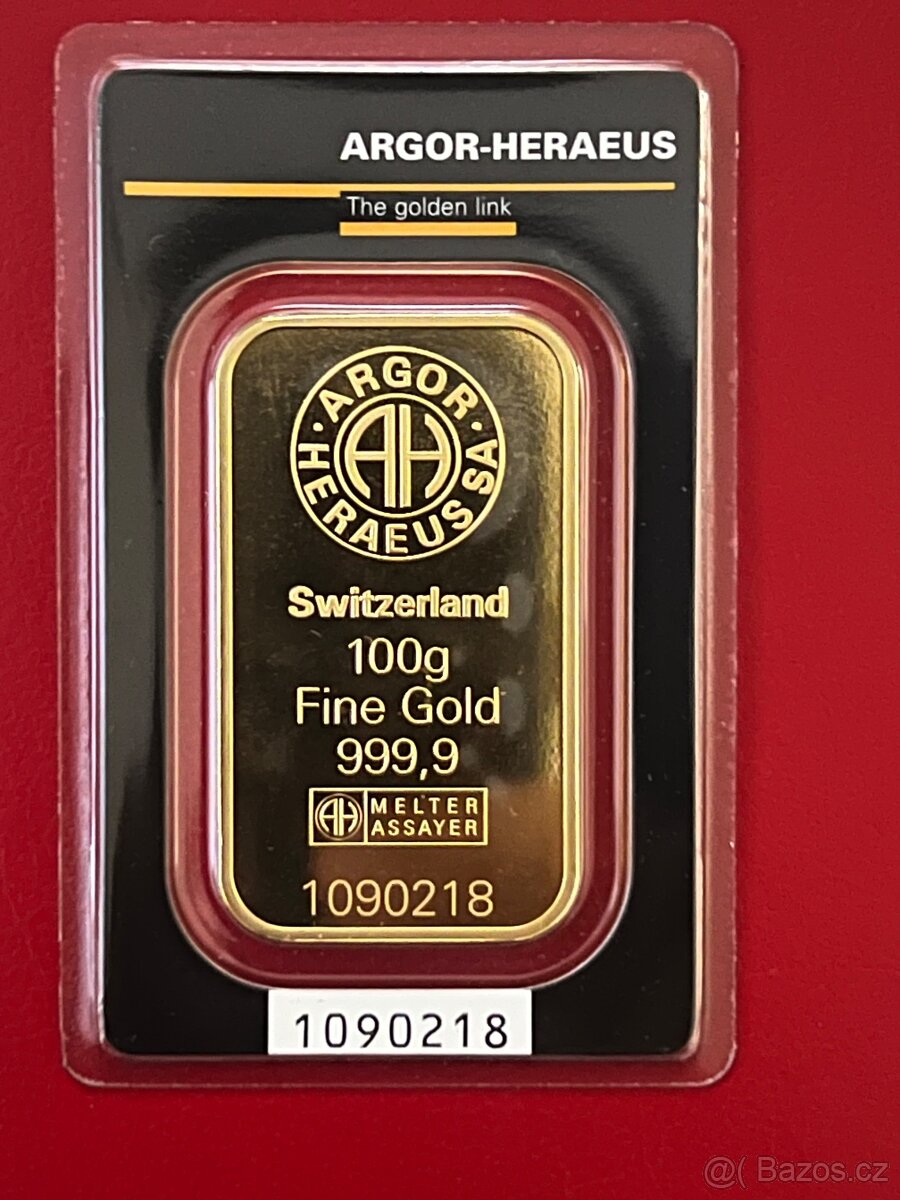 ARGOR-HERAEUS
The golden link
· ARGOR ·
HERAEUS SA
AH
Switzerland
100g
Fine Gold
999,9
AH MELTER
ASSAYER
1090218
1090218
@( Bazos.cz